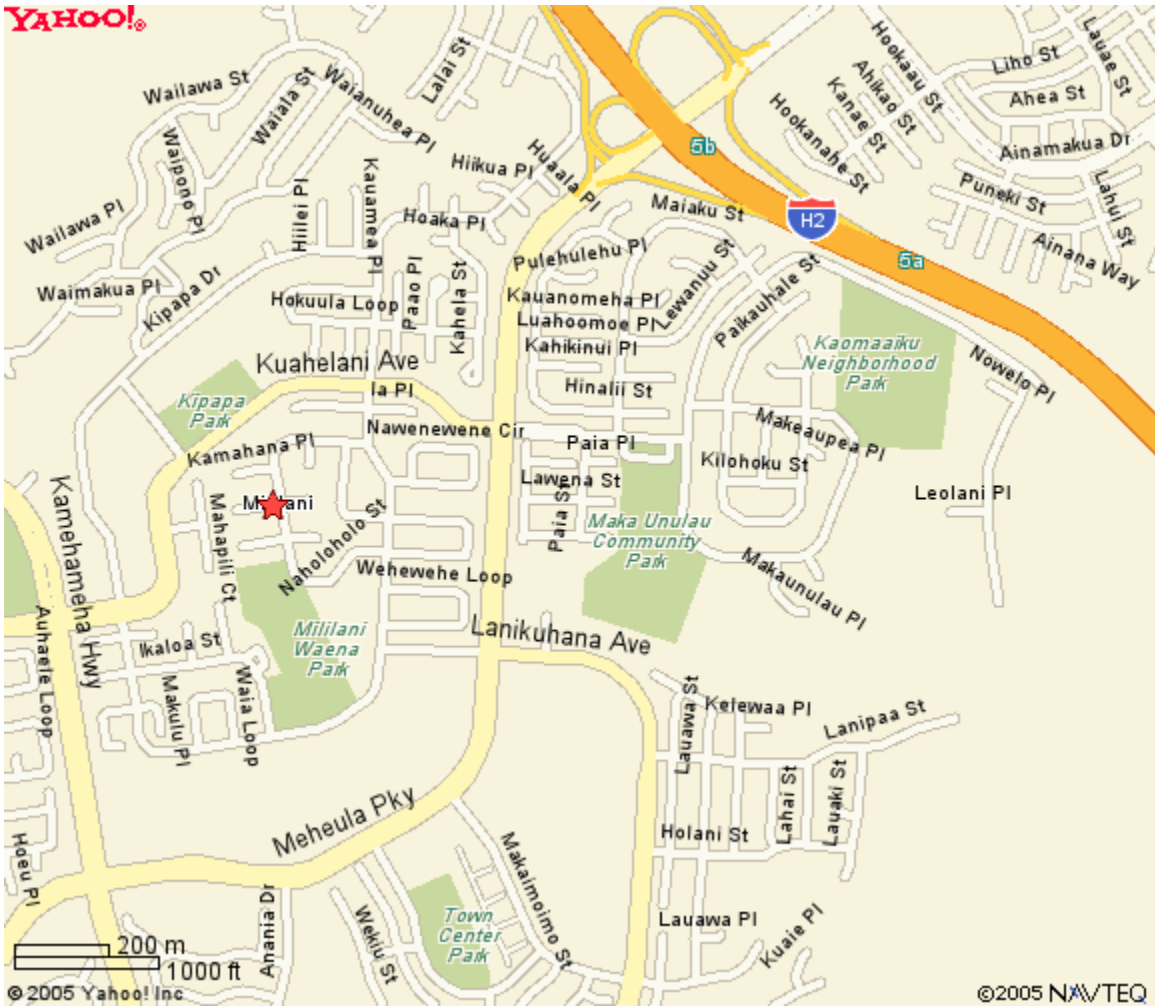 YAHOO!®
Lalai St
Hookaau St
Liho St
Lauae St
Wailawa St
Waiala St
Waianuhea Pl
Ahikao St
Kanae St
Ahea St
Hookanahe St
Ainamakua Dr
5b
Waipono Pl
Hiikua Pl
Huaala Pl
Kauamea Pl
Puneki St
Lahui St
Wailawa Pl
Hiilei Pl
Hoaka Pl
Maiaku St
H2
Ainana Way
5a
Pulehulehu Pl
Lewanuu St
Waimakua Pl
Kipapa Dr
Hokuula Loop
Paao Pl
Kahela St
Kauanomeha Pl
Luahoomoe Pl
Kahikinui Pl
Paikauhale St
Kaomaaiku
Neighborhood
Park
Nowelo Pl
Kuahelani Ave
Ia Pl
Hinalii St
Kipapa
Park
Makeaupea Pl
Nawenewene Cir
Paia Pl
Kamahana Pl
Kilohoku St
Lawena St
Leolani Pl
Kamehameha Hwy
Mahapili Ct
Mililani
Naholoholo St
Paia St
Maka Unulau
Community
Park
Wehewehe Loop
Makaunulau Pl
Auhaele Loop
Ikaloa St
Mililani
Waena
Park
Lanikuhana Ave
Makulu Pl
Waia Loop
Lauawa St
Kelewaa Pl
Lanipaa St
Meheula Pky
Lahai St
Lauaki St
Hoeu Pl
Holani St
Makaimoimo St
Anania Dr
Wekiu St
Town
Center
Park
Lauawa Pl
Kuaie Pl
200 m
1000 ft
© 2005 Yahoo! Inc
©2005 NAVTEQ